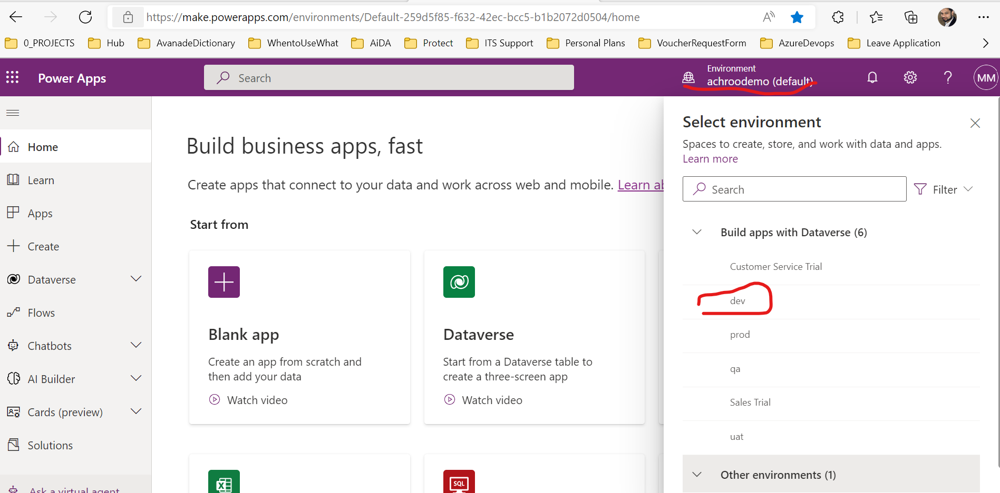 https://make.powerapps.com/environments/Default-259d5f85-f632-42ec-bcc5-b1b2072d0504/home
0_PROJECTS Hub AvanadeDictionary WhentoUseWhat AiDA Protect ITS Support Personal Plans VoucherRequestForm AzureDevops Leave Application
Power Apps
Search
Environment
achroodemo (default)
MM
Home
Learn
Apps
Create
Dataverse
Flows
Chatbots
AI Builder
Cards (preview)
Solutions
Ask a virtual agent
Build business apps, fast
Create apps that connect to your data and work across web and mobile. Learn ab
Start from
Blank app
Create an app from scratch and
then add your data
Watch video
Dataverse
Start from a Dataverse table to
create a three-screen app
Watch video
SQL
Select environment
Spaces to create, store, and work with data and apps.
Learn more
Search
Filter
Build apps with Dataverse (6)
Customer Service Trial
dev
prod
qa
Sales Trial
uat
Other environments (1)